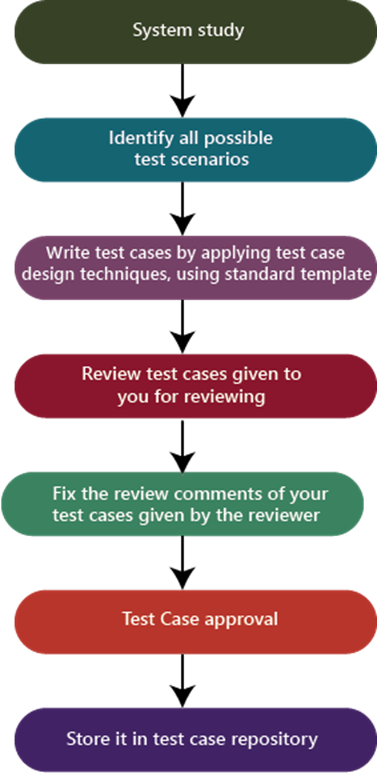 System study
Identify all possible
test scenarios
Write test cases by applying test case
design techniques, using standard template
Review test cases given to
you for reviewing
Fix the review comments of your
test cases given by the reviewer
Test Case approval
Store it in test case repository